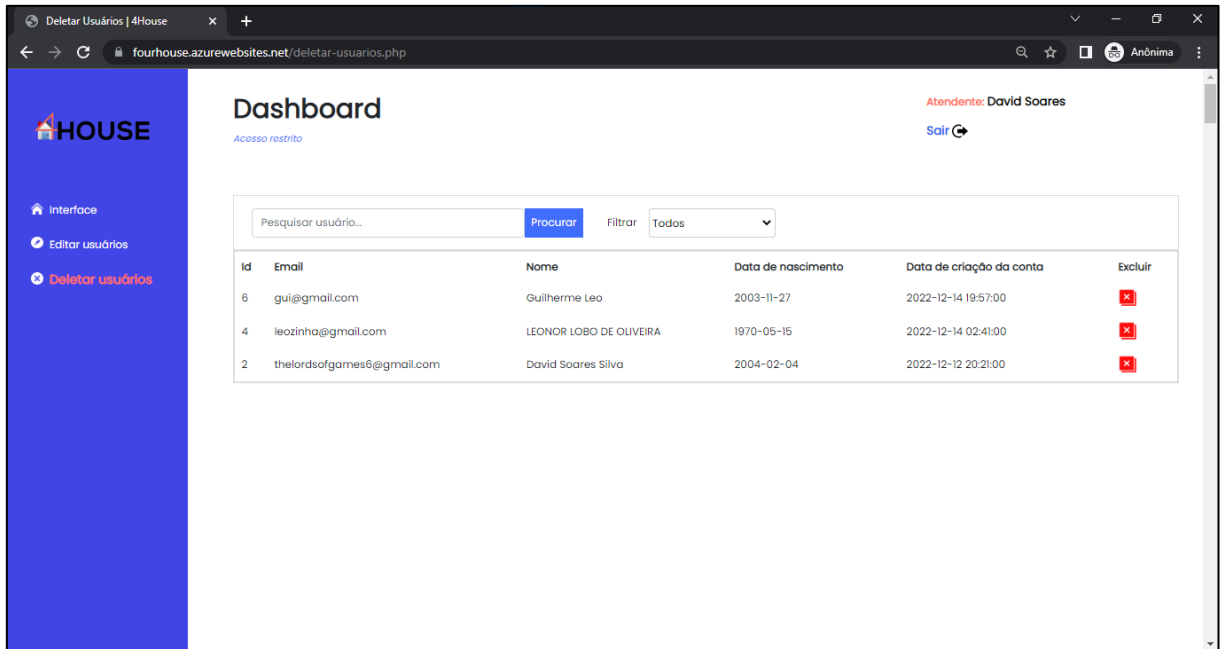 Deletar Usuários | 4House
fourhouse.azurewebsites.net/deletar-usuarios.php
Anônima
4HOUSE
Dashboard
Acesso restrito
Atendente: David Soares
Sair
Interface
Editar usuários
Deletar usuários
Pesquisar usuário...
Procurar
Filtrar
Todos
Id Email Nome Data de nascimento Data de criação da conta Excluir
6 gui@gmail.com Guilherme Leo 2003-11-27 2022-12-14 19:57:00
4 leozinha@gmail.com LEONOR LOBO DE OLIVEIRA 1970-05-15 2022-12-14 02:41:00
2 thelordsofgames6@gmail.com David Soares Silva 2004-02-04 2022-12-12 20:21:00